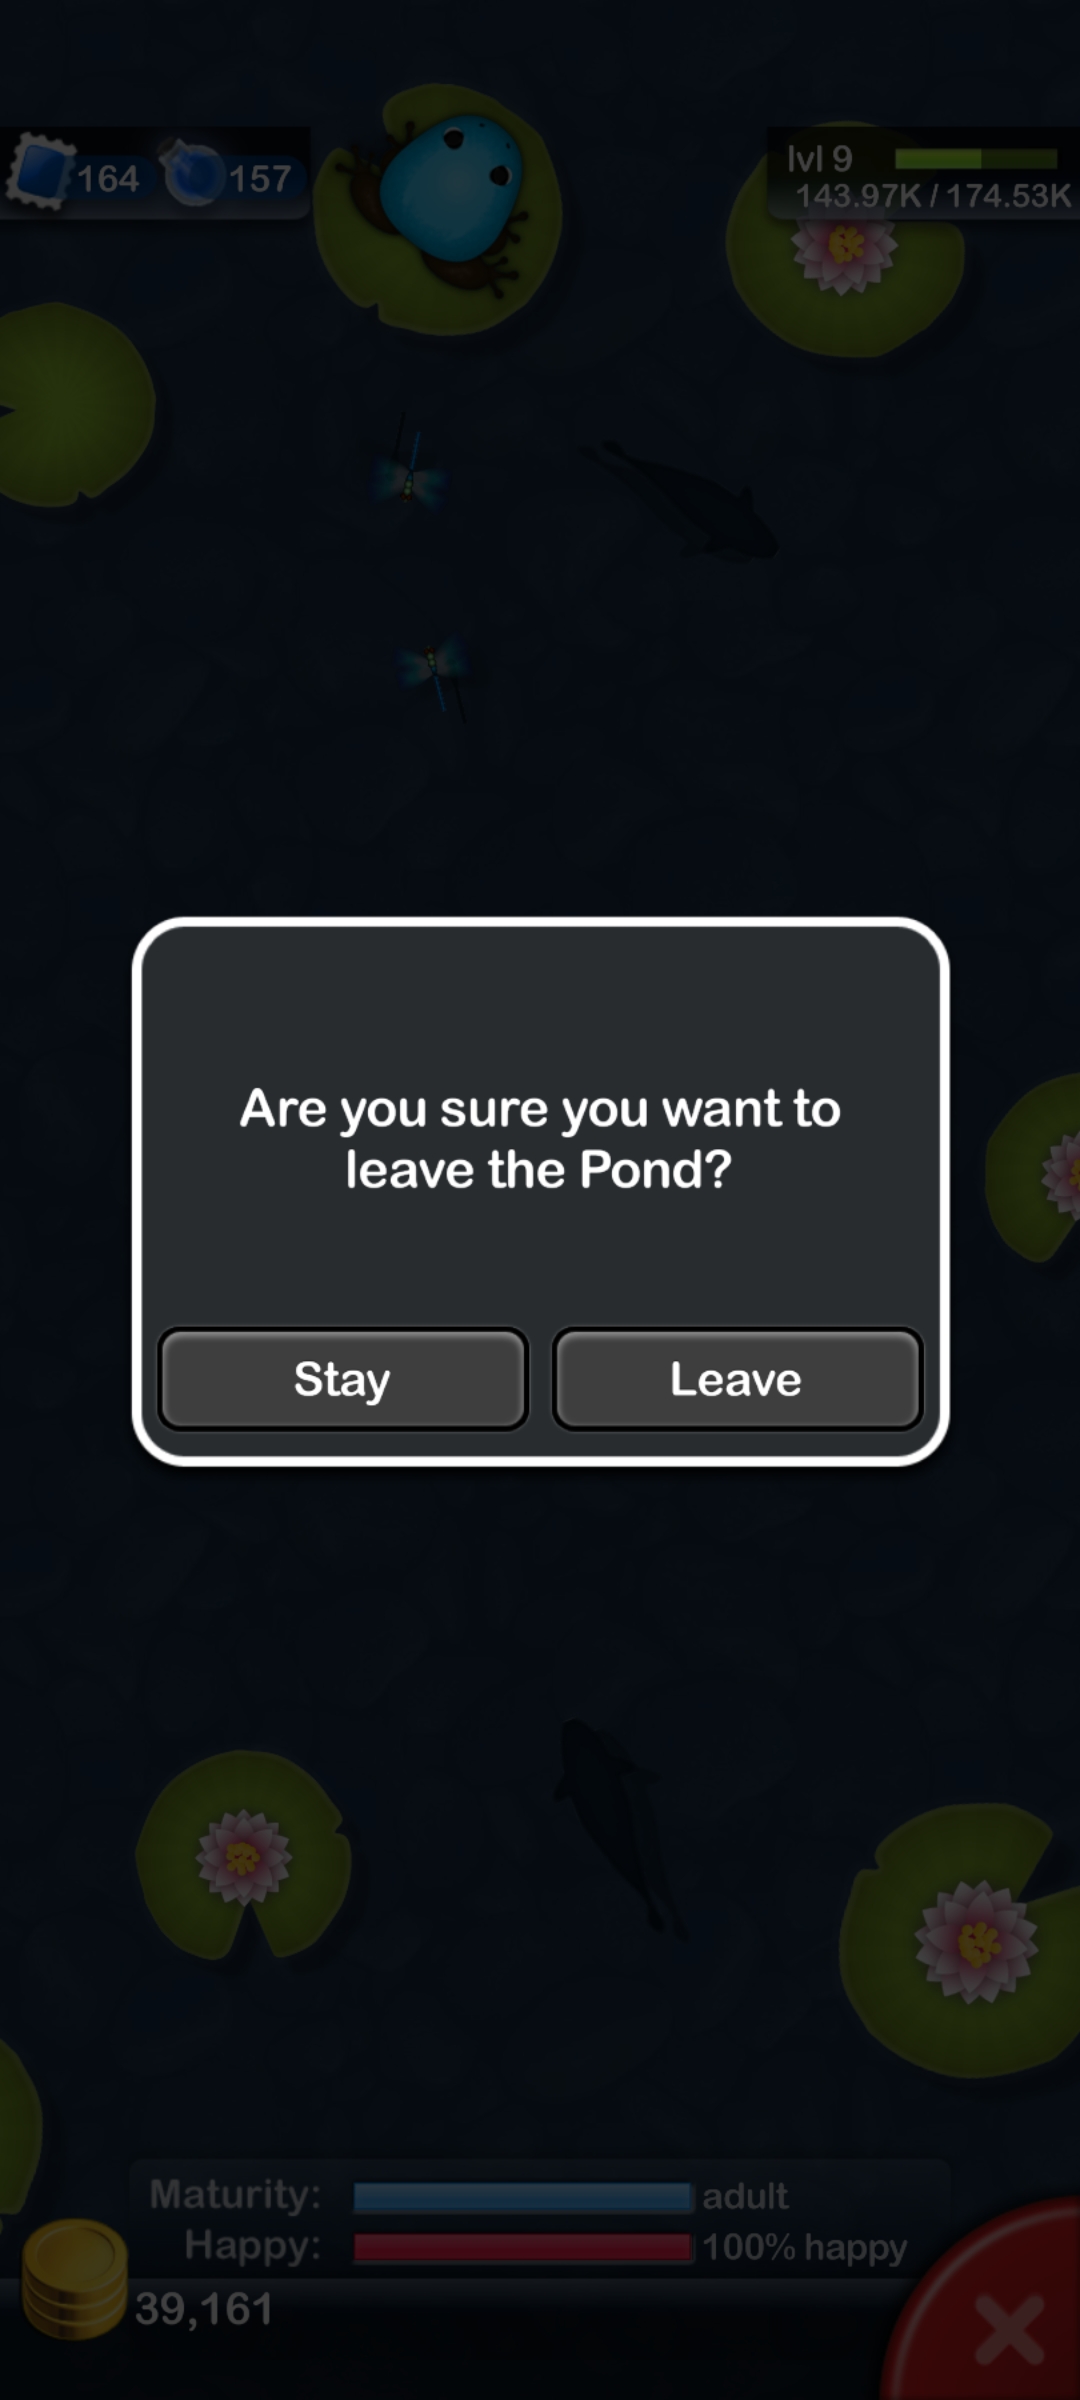 164 157
lvl 9
143.97K / 174.53K
Are you sure you want to
leave the Pond?
Stay Leave
Maturity: adult
Happy: 100% happy
39,161